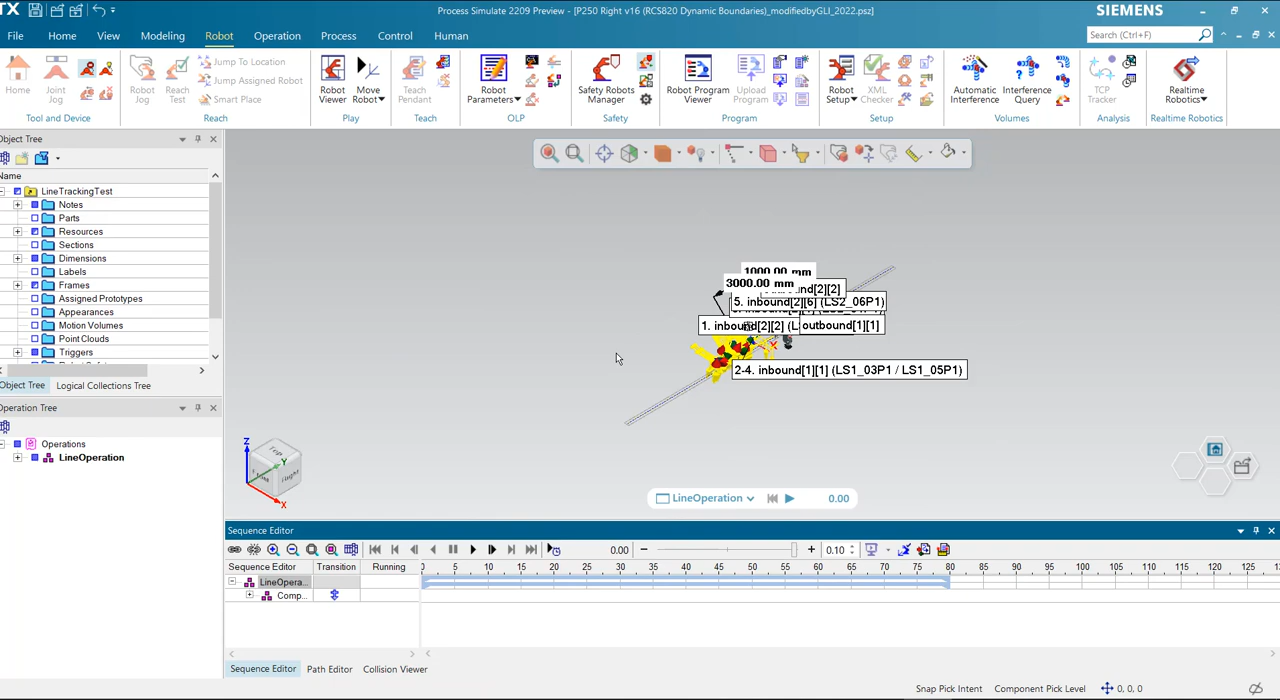 TX
Process Simulate 2209 Preview - [P250 Right v16 (RCS820 Dynamic Boundaries)_modifiedbyGLI_2022.psz]
SIEMENS
File Home View Modeling Robot Operation Process Control Human
Search (Ctrl+F)
Home
Joint Jog
Tool and Device
Robot Jog
Reach Test
Jump To Location
Jump Assigned Robot
Smart Place
Reach
Robot Viewer
Move Robot
Play
Teach Pendant
Teach
Robot Parameters
OLP
Safety Robots Manager
Safety
Robot Program Viewer
Upload Program
Program
Robot Setup
XML Checker
Setup
Automatic Interference
Interference Query
Volumes
TCP Tracker
Analysis
Realtime Robotics
Realtime Robotics
Object Tree
Name
LineTrackingTest
Notes
Parts
Resources
Sections
Dimensions
Labels
Frames
Assigned Prototypes
Appearances
Motion Volumes
Point Clouds
Triggers
Object Tree Logical Collections Tree
Operation Tree
Operations
LineOperation
1000.00 mm
3000.00 mm
5. inbound[2][6] (LS2_06P1)
1. inbound[2][2]
outbound[1][1]
2-4. inbound[1][1] (LS1_03P1 / LS1_05P1)
Z
Y
X
Top
Right
LineOperation 0.00
Sequence Editor
0.00
0.10
Sequence Editor Transition Running
0 5 10 15 20 25 30 35 40 45 50 55 60 65 70 75 80 85 90 95 100 105 110 115 120 125
LineOpera...
Comp...
Sequence Editor Path Editor Collision Viewer
Snap Pick Intent Component Pick Level 0, 0, 0